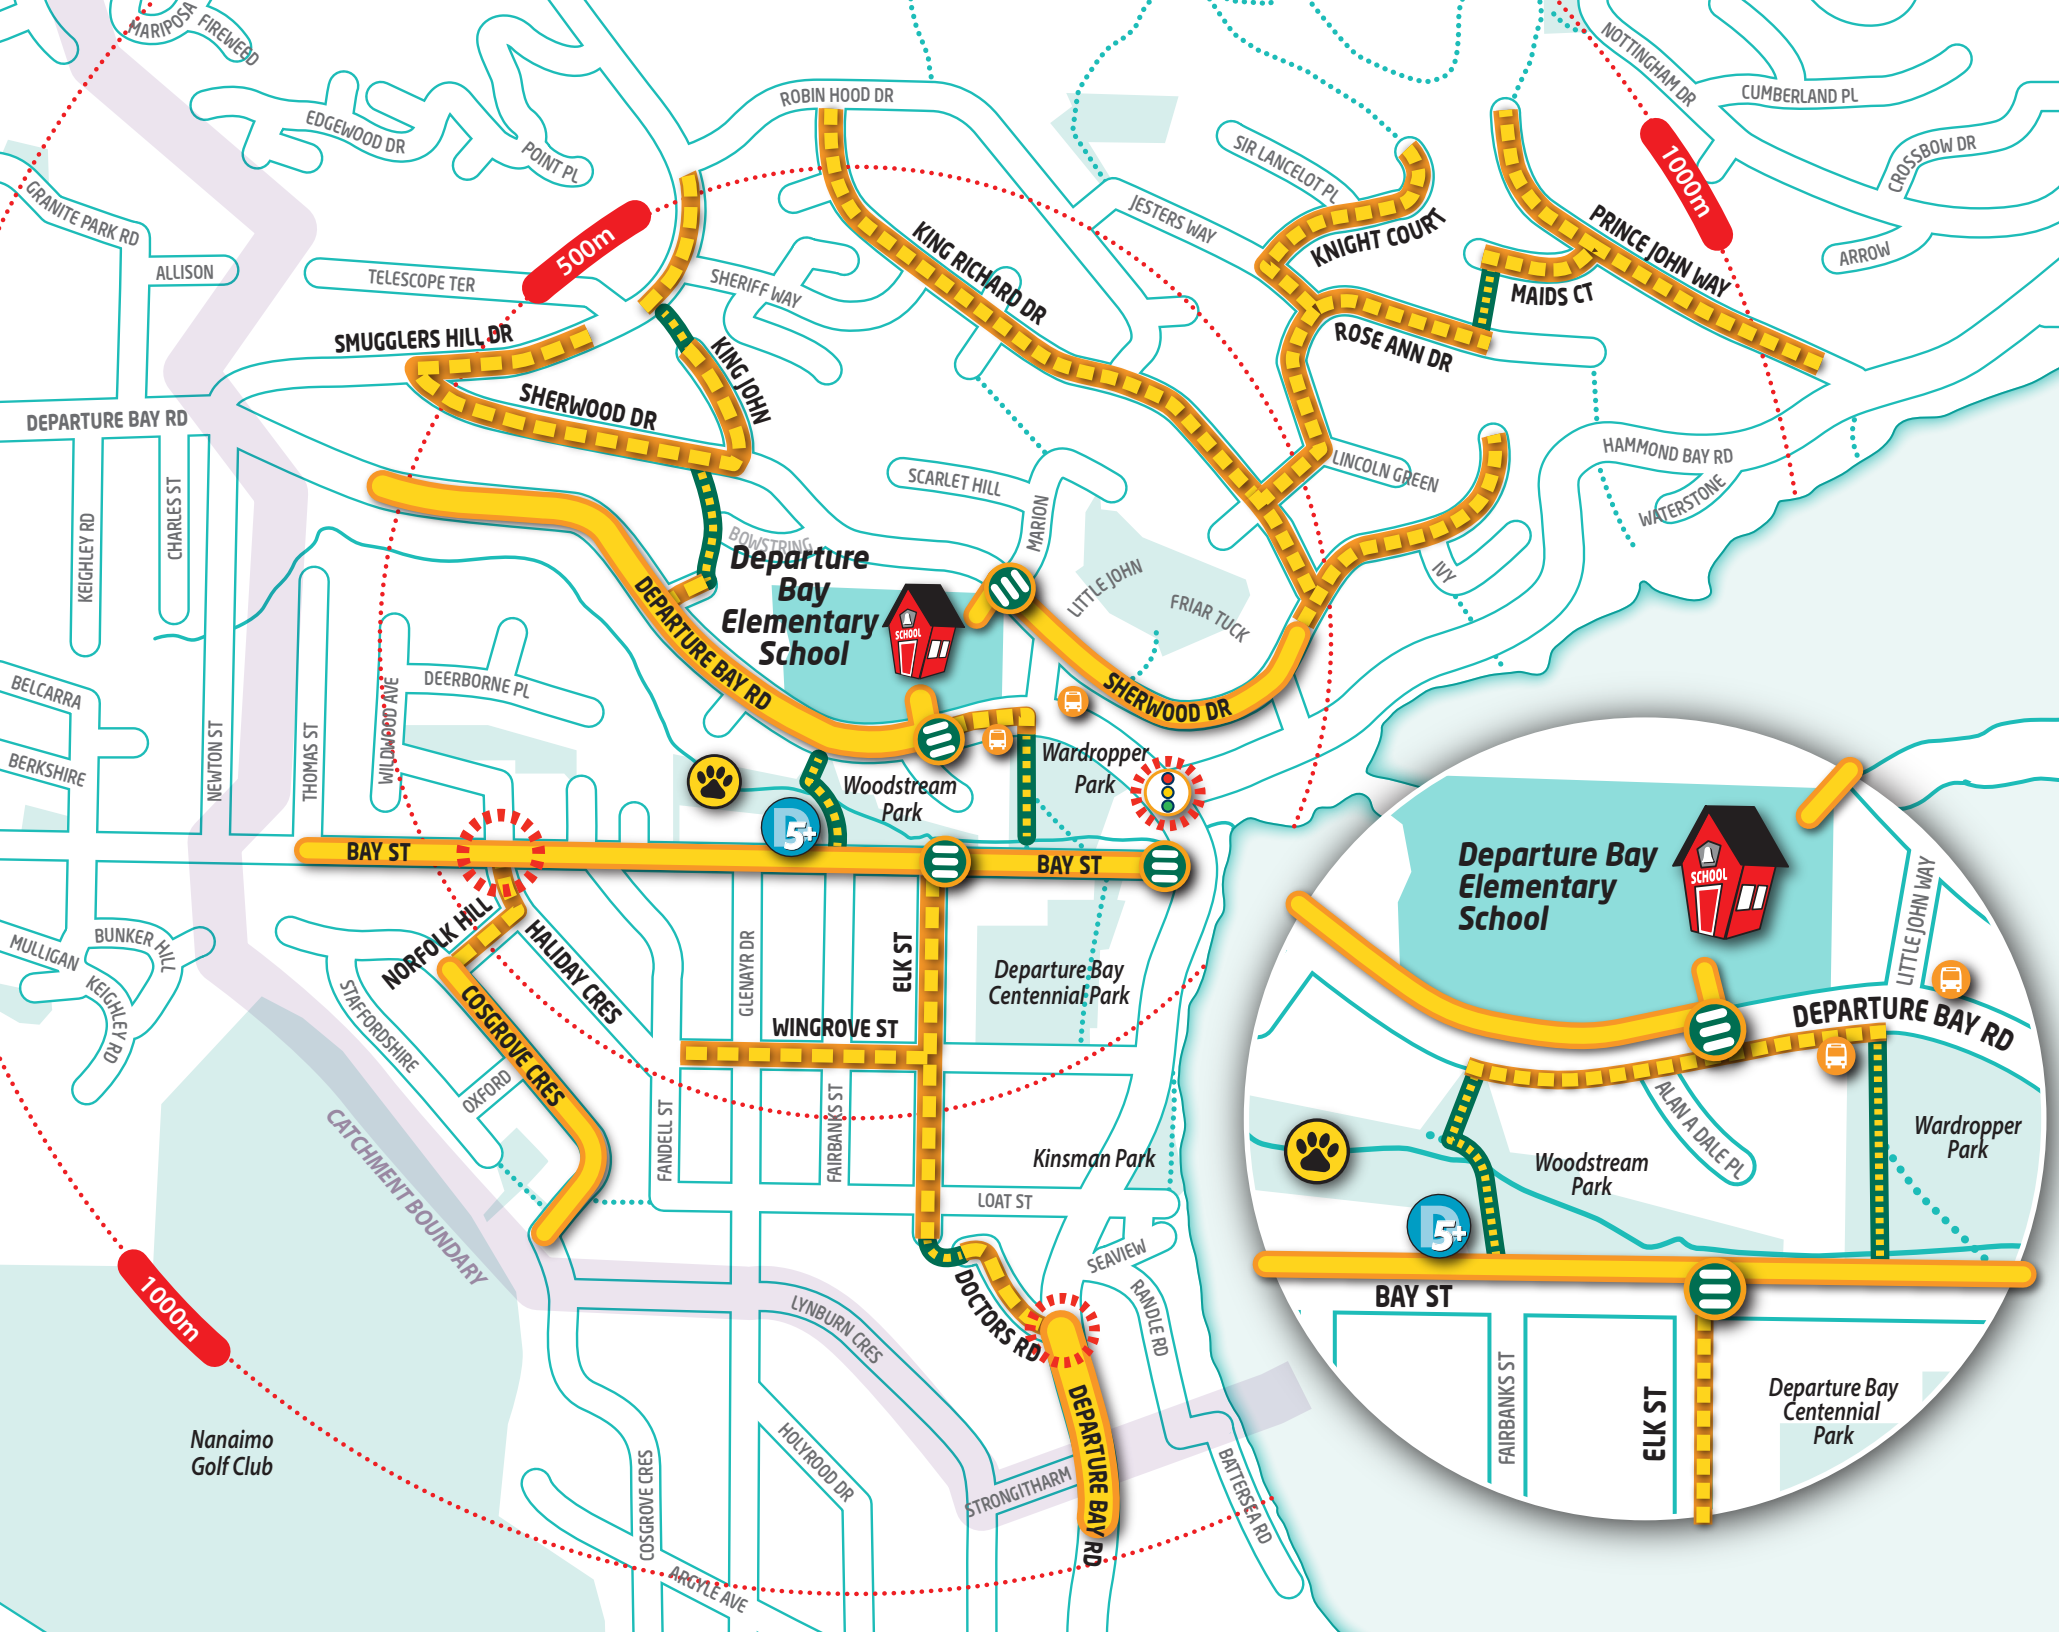 MARIPOSA
FIREWEED
EDGEWOOD DR
POINT PL
ROBIN HOOD DR
NOTTINGHAM DR
CUMBERLAND PL
CROSSBOW DR
ARROW
1000m
SIR LANCELOT PL
JESTERS WAY
KNIGHT COURT
PRINCE JOHN WAY
MAIDS CT
ROSE ANN DR
GRANITE PARK RD
ALLISON
TELESCOPE TER
500m
SHERIFF WAY
KING RICHARD DR
SMUGGLERS HILL DR
KING JOHN
SHERWOOD DR
DEPARTURE BAY RD
LINCOLN GREEN
HAMMOND BAY RD
WATERSTONE
SCARLET HILL
MARION
KEIGHLEY RD
CHARLES ST
BOWSTRING
Departure
Bay
Elementary
School
SCHOOL
LITTLE JOHN
FRIAR TUCK
IVY
DEPARTURE BAY RD
SHERWOOD DR
BELCARRA
BERKSHIRE
NEWTON ST
THOMAS ST
WILDWOOD AVE
DEERBORNE PL
Wardropper
Park
Woodstream
Park
D
5+
BAY ST
BAY ST
NORFOLK HILL
HALIDAY CRES
MULLIGAN
BUNKER HILL
KEIGHLEY RD
STAFFORDSHIRE
OXFORD
COSGROVE CRES
GLENAYR DR
ELK ST
Departure Bay
Centennial Park
WINGROVE ST
FANDELL ST
FAIRBANKS ST
Kinsman Park
LOAT ST
CATCHMENT BOUNDARY
SEAVIEW
RANDLE RD
DOCTORS RD
LYNBURN CRES
1000m
DEPARTURE BAY RD
HOLYROOD DR
STRONGITHARM
BATTERSEA RD
COSGROVE CRES
ARGYLE AVE
Nanaimo
Golf Club
Departure Bay
Elementary
School
SCHOOL
LITTLE JOHN WAY
DEPARTURE BAY RD
ALAN A DALE PL
Wardropper
Park
Woodstream
Park
D
5+
BAY ST
FAIRBANKS ST
ELK ST
Departure Bay
Centennial
Park